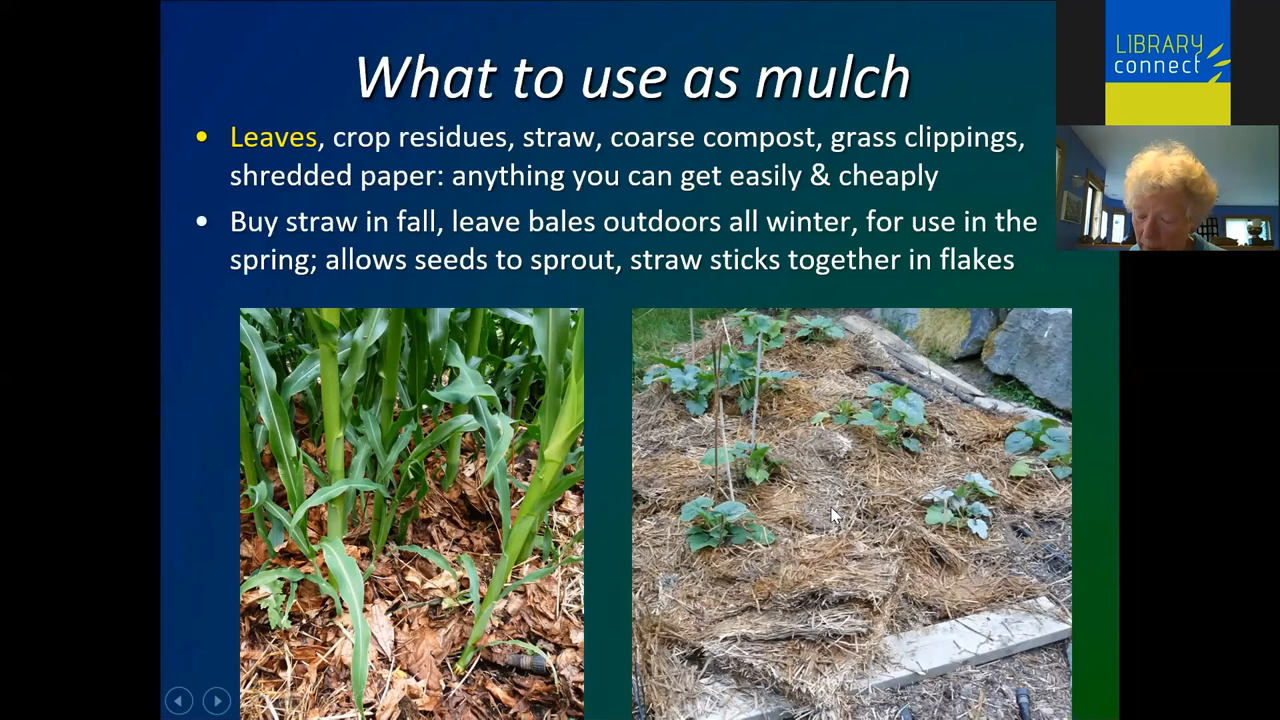 What to use as mulch
• Leaves, crop residues, straw, coarse compost, grass clippings,
shredded paper: anything you can get easily & cheaply
• Buy straw in fall, leave bales outdoors all winter, for use in the
spring; allows seeds to sprout, straw sticks together in flakes
LIBRARY
connect